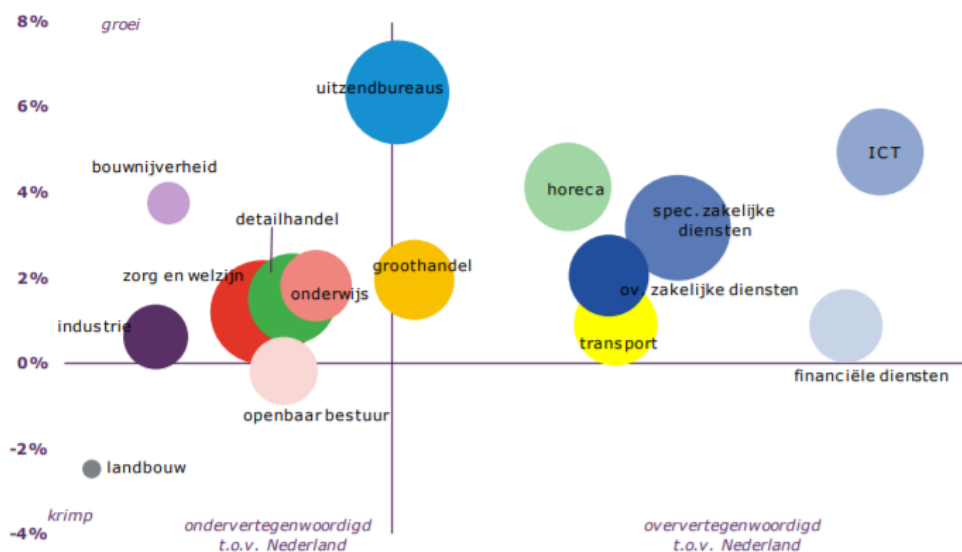 8%
groei
uitzendbureaus
6%
ICT
bouwnijverheid
4%
horeca
detailhandel
spec. zakelijke
diensten
zorg en welzijn
groothandel
2%
onderwijs
ov. zakelijke diensten
industrie
transport
0%
financiële diensten
openbaar bestuur
-2%
landbouw
krimp
ondervertegenwoordigd
t.o.v. Nederland
oververtegenwoordigd
t.o.v. Nederland
-4%